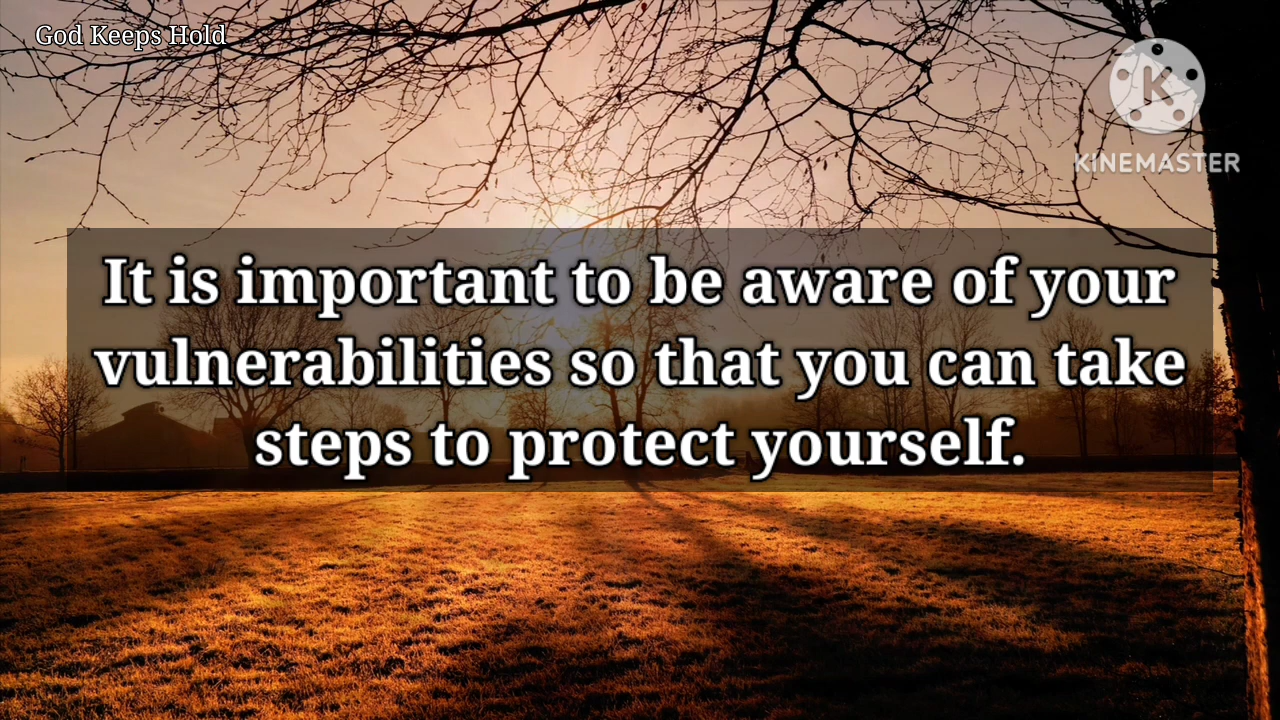 God Keeps Hold
K
KINEMASTER
It is important to be aware of your
vulnerabilities so that you can take
steps to protect yourself.